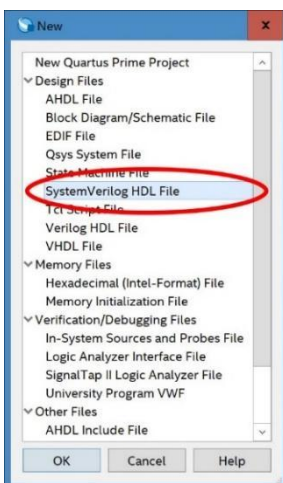 New
New Quartus Prime Project
Design Files
AHDL File
Block Diagram/Schematic File
EDIF File
Qsys System File
State Machine File
SystemVerilog HDL File
Tcl Script File
Verilog HDL File
VHDL File
Memory Files
Hexadecimal (Intel-Format) File
Memory Initialization File
Verification/Debugging Files
In-System Sources and Probes File
Logic Analyzer Interface File
SignalTap II Logic Analyzer File
University Program VWF
Other Files
AHDL Include File
OK Cancel Help